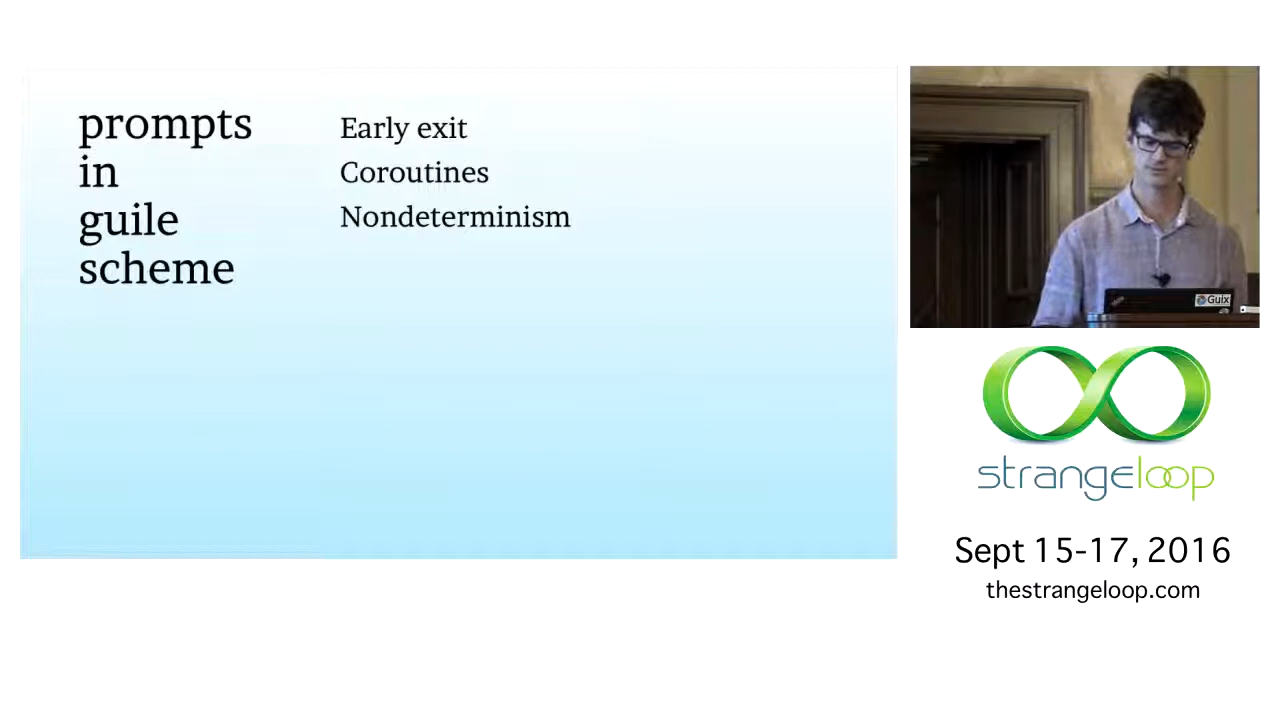 prompts
in
guile
scheme
Early exit
Coroutines
Nondeterminism
Guix
strangeloop
Sept 15-17, 2016
thestrangeloop.com